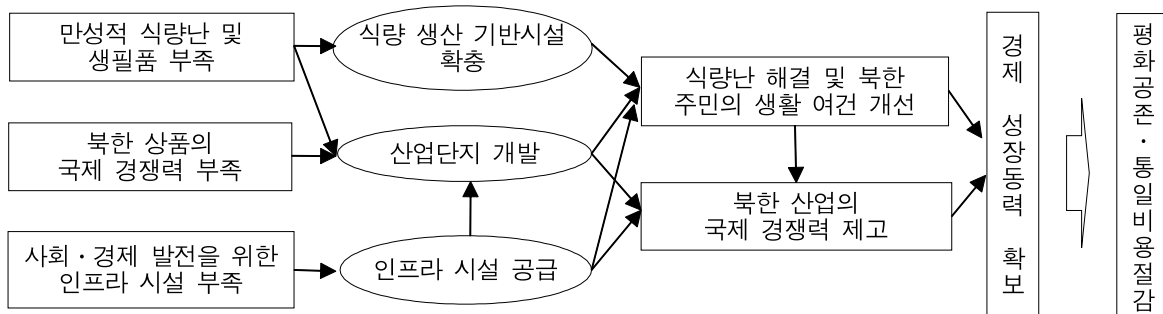 만성적 식량난 및
생필품 부족
북한 상품의
국제 경쟁력 부족
사회·경제 발전을 위한
인프라 시설 부족
식량 생산 기반시설
확충
산업단지 개발
인프라 시설 공급
식량난 해결 및 북한
주민의 생활 여건 개선
북한 산업의
국제 경쟁력 제고
경제 성장동력 확보
평화공존·통일비용절감